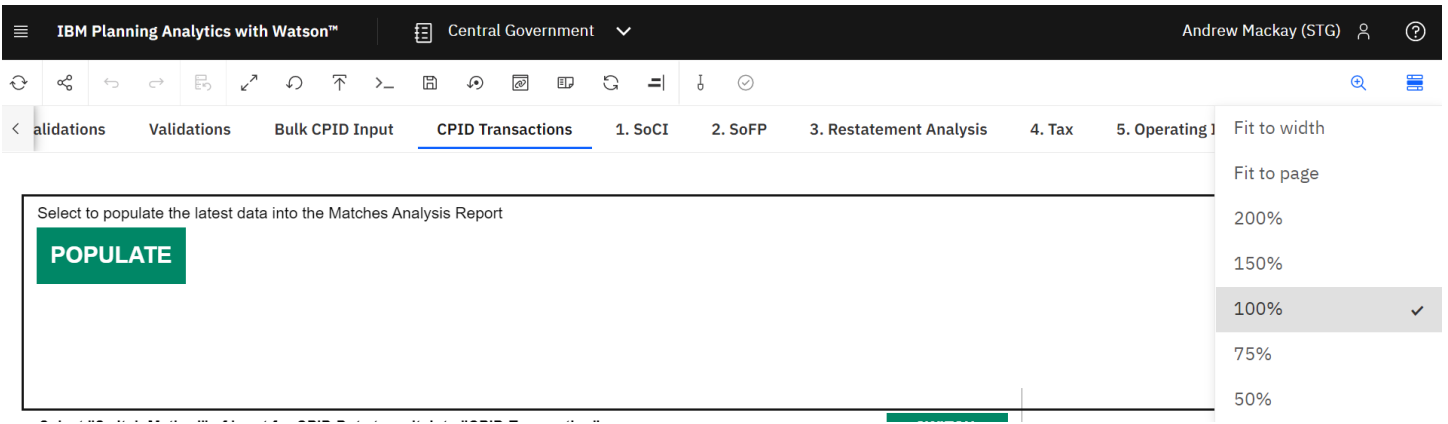 IBM Planning Analytics with Watson™
Central Government
Andrew Mackay (STG)
alidations
Validations
Bulk CPID Input
CPID Transactions
1. SoCI
2. SoFP
3. Restatement Analysis
4. Tax
5. Operating I
Fit to width
Fit to page
200%
150%
100%
75%
50%
Select to populate the latest data into the Matches Analysis Report
POPULATE